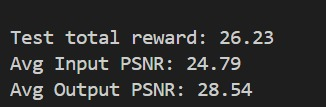 Test total reward: 26.23
Avg Input PSNR: 24.79
Avg Output PSNR: 28.54